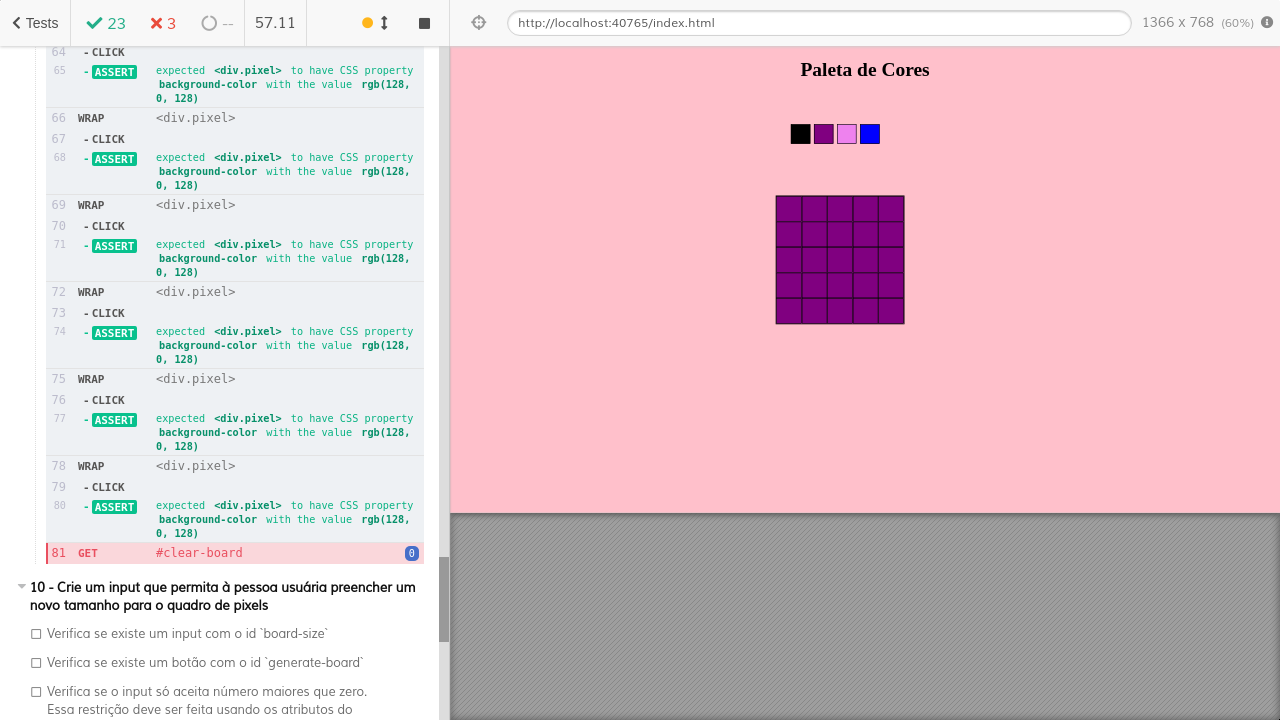 Tests
23
3
--
57.11
http://localhost:40765/index.html
1366 x 768 (60%)
64 - CLICK
65 - ASSERT expected <div.pixel> to have CSS property
background-color with the value rgb(128,
0, 128)
66 WRAP <div.pixel>
67 - CLICK
68 - ASSERT expected <div.pixel> to have CSS property
background-color with the value rgb(128,
0, 128)
69 WRAP <div.pixel>
70 - CLICK
71 - ASSERT expected <div.pixel> to have CSS property
background-color with the value rgb(128,
0, 128)
72 WRAP <div.pixel>
73 - CLICK
74 - ASSERT expected <div.pixel> to have CSS property
background-color with the value rgb(128,
0, 128)
75 WRAP <div.pixel>
76 - CLICK
77 - ASSERT expected <div.pixel> to have CSS property
background-color with the value rgb(128,
0, 128)
78 WRAP <div.pixel>
79 - CLICK
80 - ASSERT expected <div.pixel> to have CSS property
background-color with the value rgb(128,
0, 128)
81 GET #clear-board 0
10 - Crie um input que permita à pessoa usuária preencher um
novo tamanho para o quadro de pixels
Verifica se existe um input com o id `board-size`
Verifica se existe um botão com o id `generate-board`
Verifica se o input só aceita número maiores que zero.
Essa restrição deve ser feita usando os atributos do
Paleta de Cores